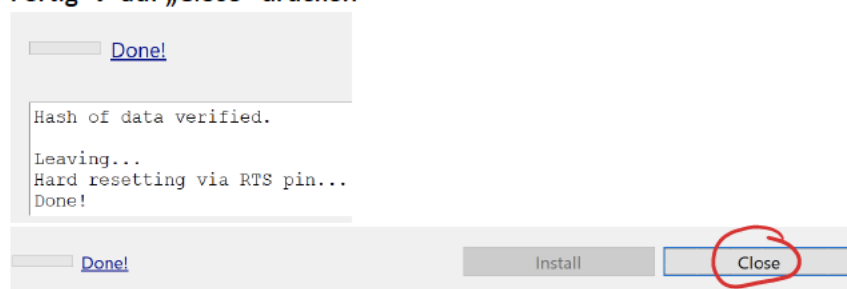 Done!
Hash of data verified.
Leaving...
Hard resetting via RTS pin...
Done!
Done! Install Close